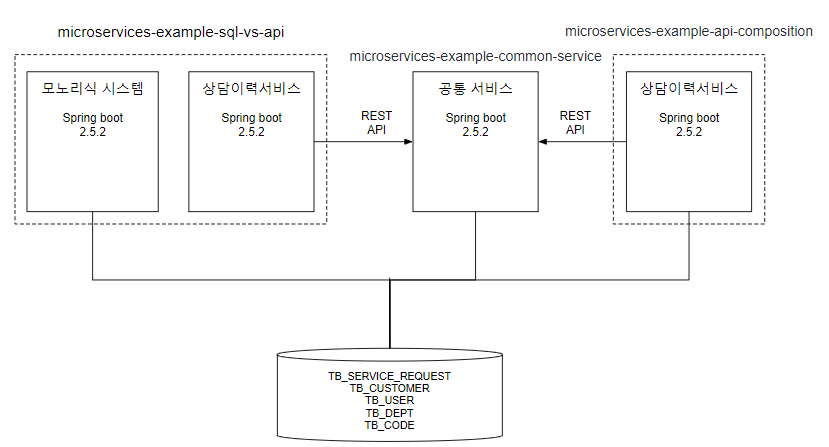 microservices-example-sql-vs-api
microservices-example-api-composition
microservices-example-common-service
모노리식 시스템
Spring boot
2.5.2
상담이력서비스
Spring boot
2.5.2
REST
API
공통 서비스
Spring boot
2.5.2
REST
API
상담이력서비스
Spring boot
2.5.2
TB_SERVICE_REQUEST
TB_CUSTOMER
TB_USER
TB_DEPT
TB_CODE